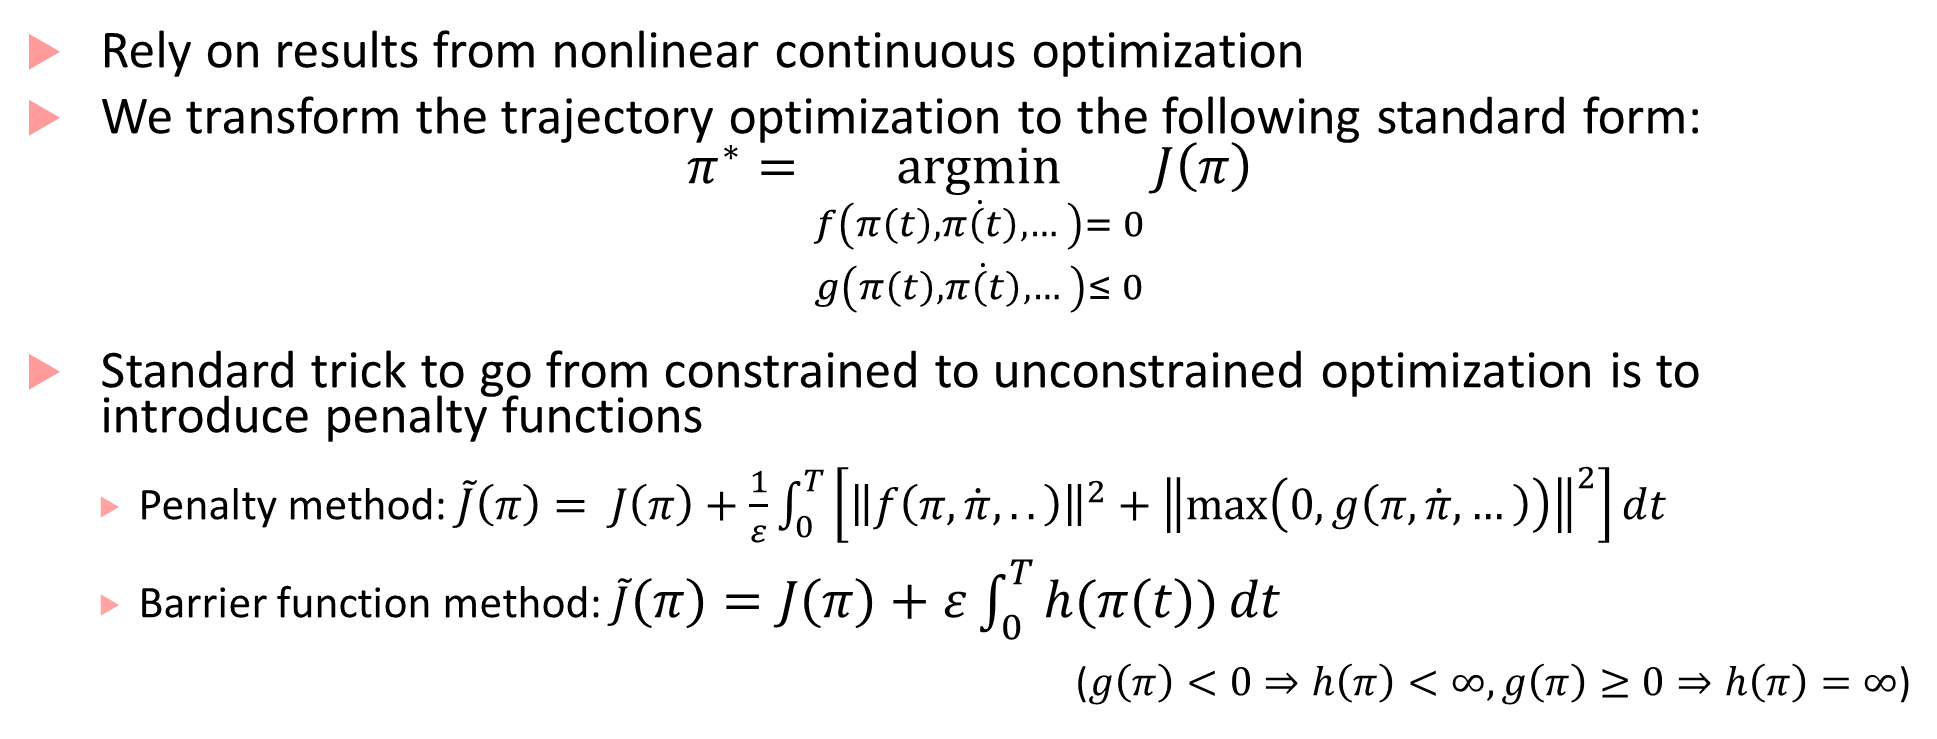 Rely on results from nonlinear continuous optimization
We transform the trajectory optimization to the following standard form:
π* = argmin J(π)
f(π(t),π̇(t),…)= 0
g(π(t),π̇(t),…)≤ 0
Standard trick to go from constrained to unconstrained optimization is to
introduce penalty functions
Penalty method: J̃(π) = J(π) + 1/ε ∫₀ᵀ [‖f(π, π̇, . . )‖² + ‖max(0, g(π, π̇, … ))‖²] dt
Barrier function method: J̃(π) = J(π) + ε ∫₀ᵀ h(π(t)) dt
(g(π) < 0 ⇒ h(π) < ∞, g(π) ≥ 0 ⇒ h(π) = ∞)